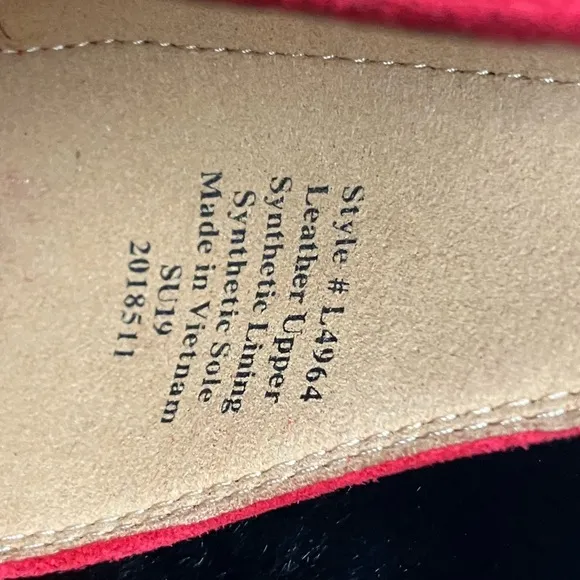 Style # L4964
Leather Upper
Synthetic Lining
Synthetic Sole
Made in Vietnam
SU19
2018511